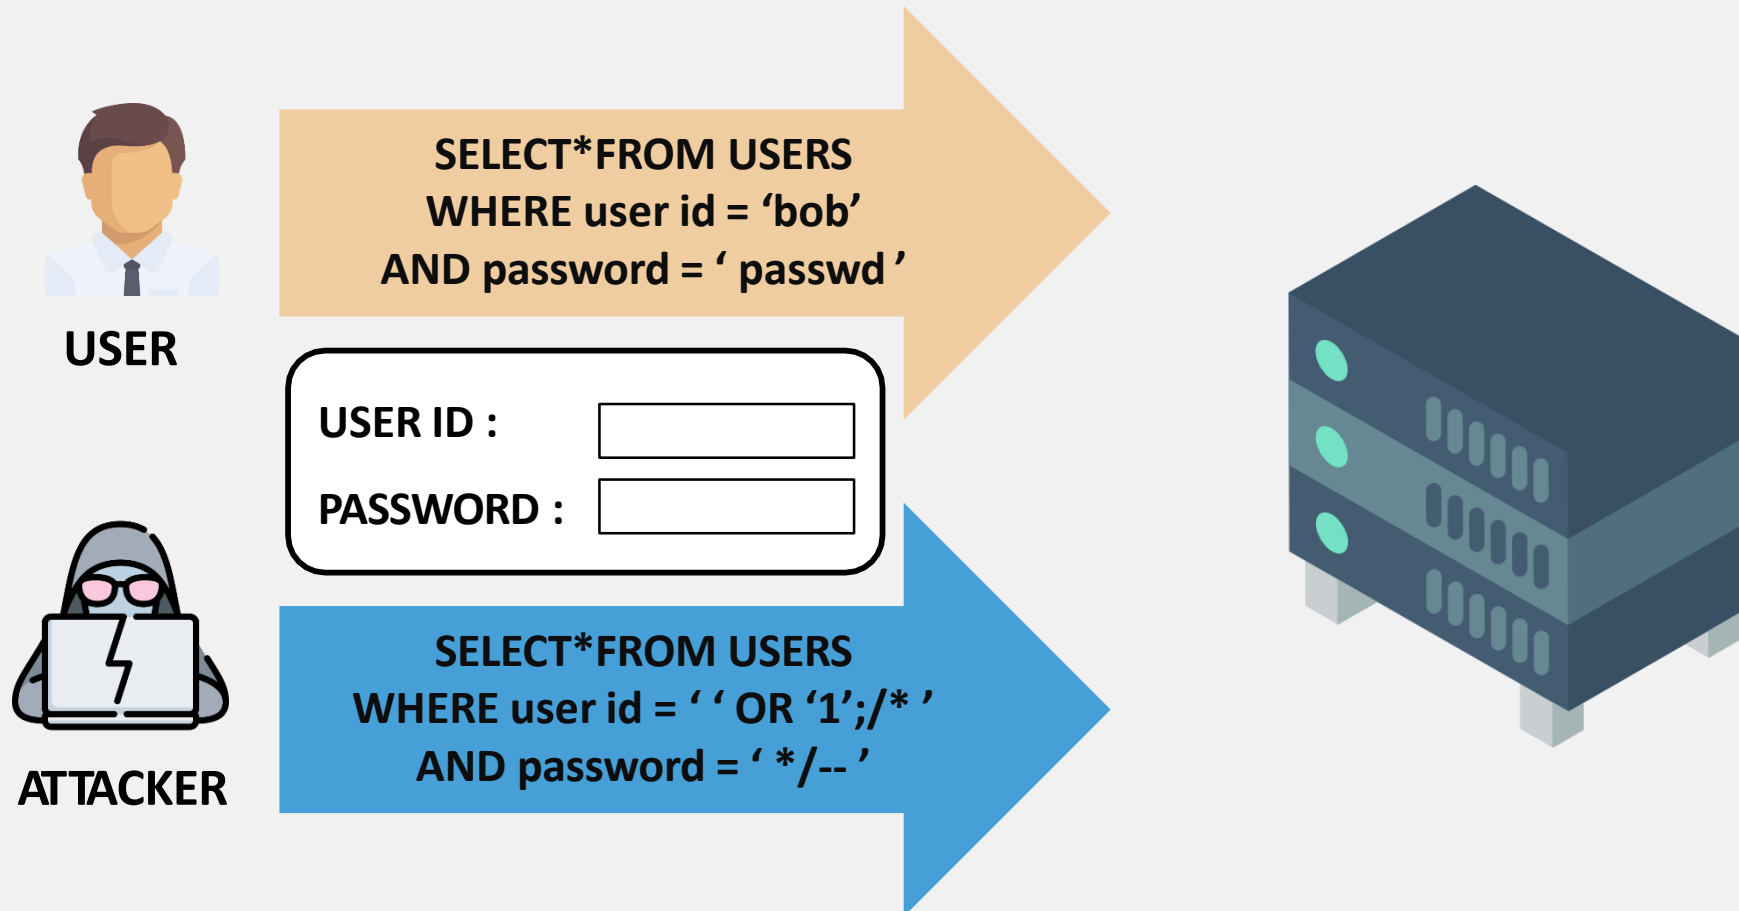 SELECT*FROM USERS
WHERE user id = ‘bob’
AND password = ‘ passwd ’
USER
USER ID :
PASSWORD :
SELECT*FROM USERS
WHERE user id = ‘ ‘ OR ‘1’;/* ’
AND password = ‘ */-- ’
ATTACKER